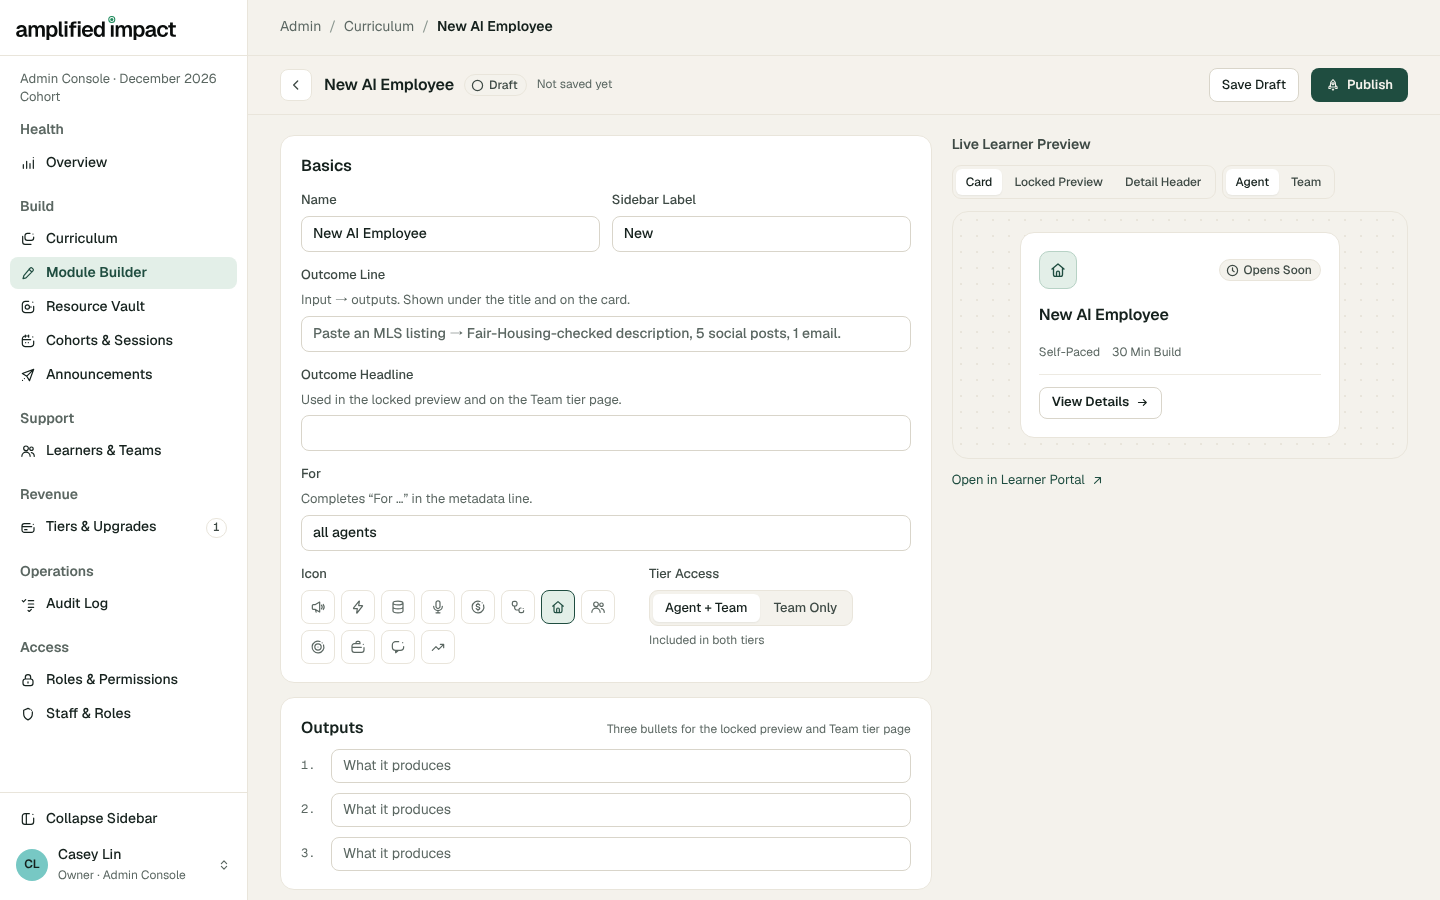 amplified impact
Admin Console · December 2026
Cohort
Health
Overview
Build
Curriculum
Module Builder
Resource Vault
Cohorts & Sessions
Announcements
Support
Learners & Teams
Revenue
Tiers & Upgrades 1
Operations
Audit Log
Access
Roles & Permissions
Staff & Roles
Collapse Sidebar
CL
Casey Lin
Owner · Admin Console
Admin / Curriculum / New AI Employee
New AI Employee Draft Not saved yet
Save Draft Publish
Basics
Name Sidebar Label
New AI Employee New
Outcome Line
Input → outputs. Shown under the title and on the card.
Paste an MLS listing → Fair-Housing-checked description, 5 social posts, 1 email.
Outcome Headline
Used in the locked preview and on the Team tier page.
For
Completes “For …” in the metadata line.
all agents
Icon Tier Access
Agent + Team Team Only
Included in both tiers
Outputs Three bullets for the locked preview and Team tier page
1. What it produces
2. What it produces
3. What it produces
Live Learner Preview
Card Locked Preview Detail Header Agent Team
Opens Soon
New AI Employee
Self-Paced 30 Min Build
View Details →
Open in Learner Portal